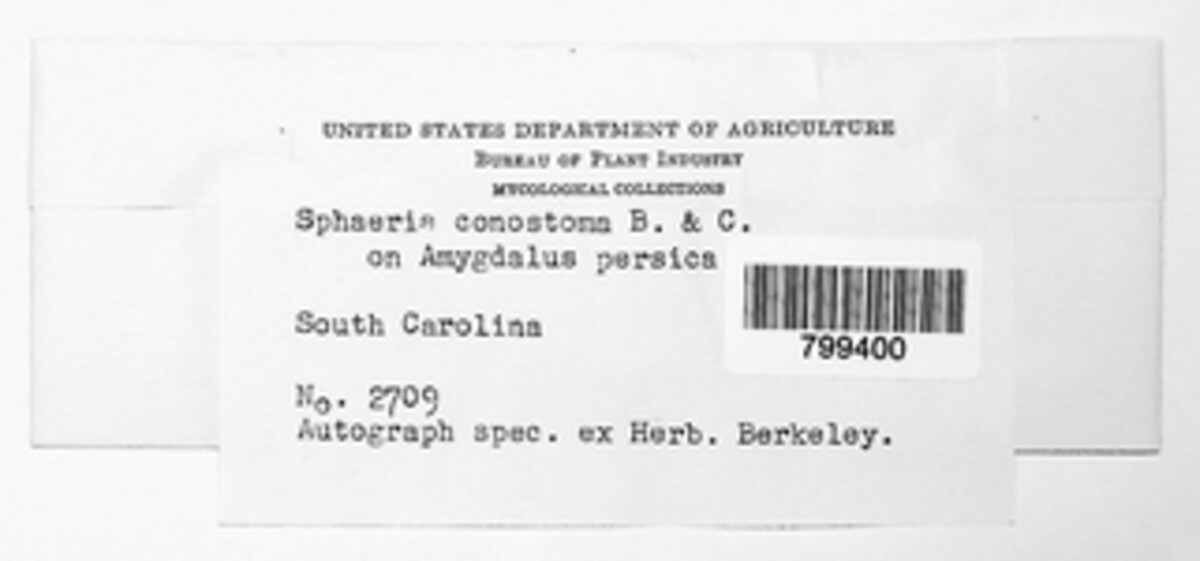 UNITED STATES DEPARTMENT OF AGRICULTURE
BUREAU OF PLANT INDUSTRY
MYCOLOGICAL COLLECTIONS
Sphaeria conostoma B. & C.
on Amygdalus persica
South Carolina
799400
No. 2709
Autograph spec. ex Herb. Berkeley.